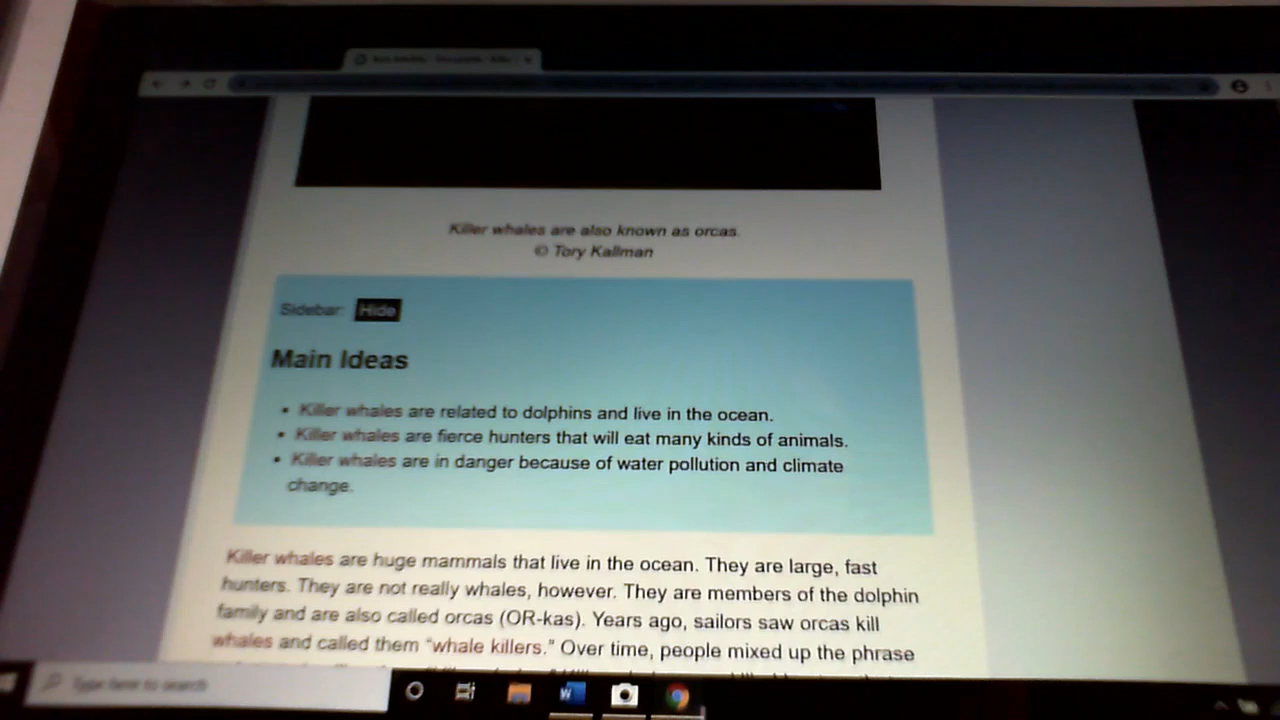 Killer whales are also known as orcas.
© Tory Kallman
Sidebar: Hide
Main Ideas
• Killer whales are related to dolphins and live in the ocean.
• Killer whales are fierce hunters that will eat many kinds of animals.
• Killer whales are in danger because of water pollution and climate
change.
Killer whales are huge mammals that live in the ocean. They are large, fast
hunters. They are not really whales, however. They are members of the dolphin
family and are also called orcas (OR-kas). Years ago, sailors saw orcas kill
whales and called them “whale killers.” Over time, people mixed up the phrase
Type here to search